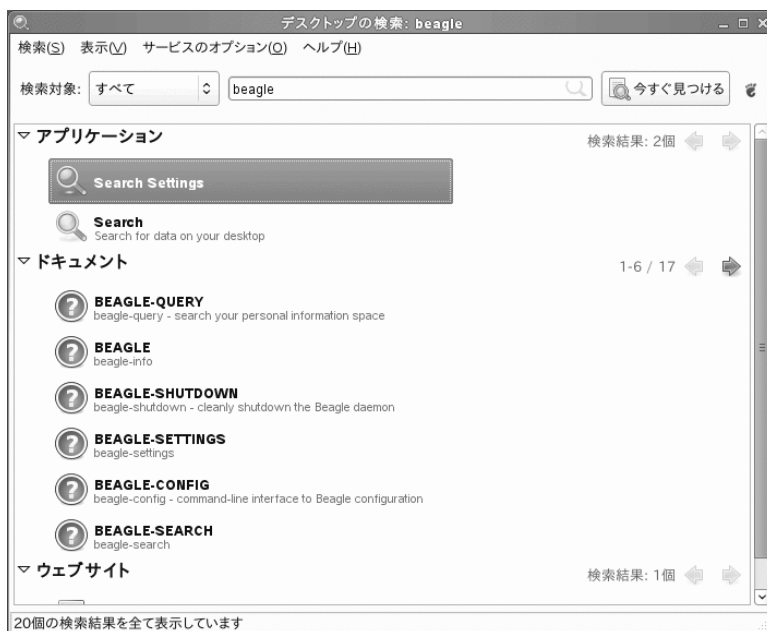 デスクトップの検索: beagle
検索(S) 表示(V) サービスのオプション(O) ヘルプ(H)
検索対象: すべて beagle 今すぐ見つける
アプリケーション 検索結果: 2個
Search Settings
Search
Search for data on your desktop
ドキュメント 1-6 / 17
BEAGLE-QUERY
beagle-query - search your personal information space
BEAGLE
beagle-info
BEAGLE-SHUTDOWN
beagle-shutdown - cleanly shutdown the Beagle daemon
BEAGLE-SETTINGS
beagle-settings
BEAGLE-CONFIG
beagle-config - command-line interface to Beagle configuration
BEAGLE-SEARCH
beagle-search
ウェブサイト 検索結果: 1個
20個の検索結果を全て表示しています